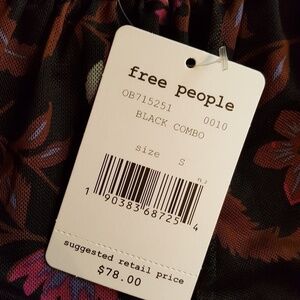 free people
OB715251 0010
BLACK COMBO
size S
1 90383 68725 4
suggested retail price
$78.00